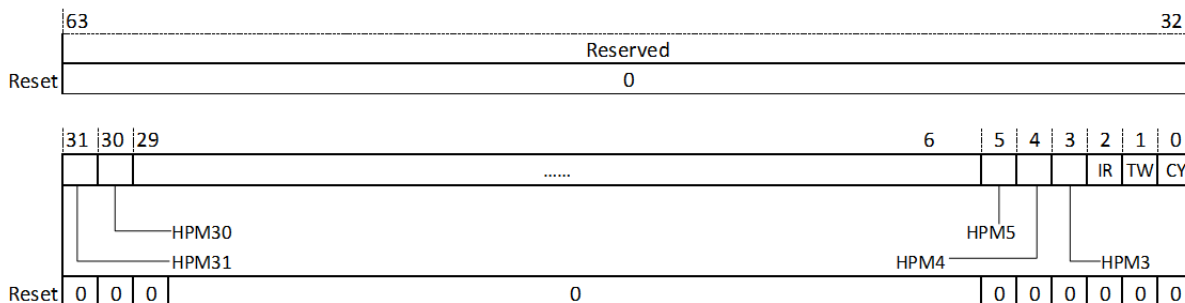 63 32
Reserved
Reset 0
31 30 29 6 5 4 3 2 1 0
...... IR TW CY
HPM30 HPM5
HPM31 HPM4 HPM3
Reset 0 0 0 0 0 0 0 0 0 0